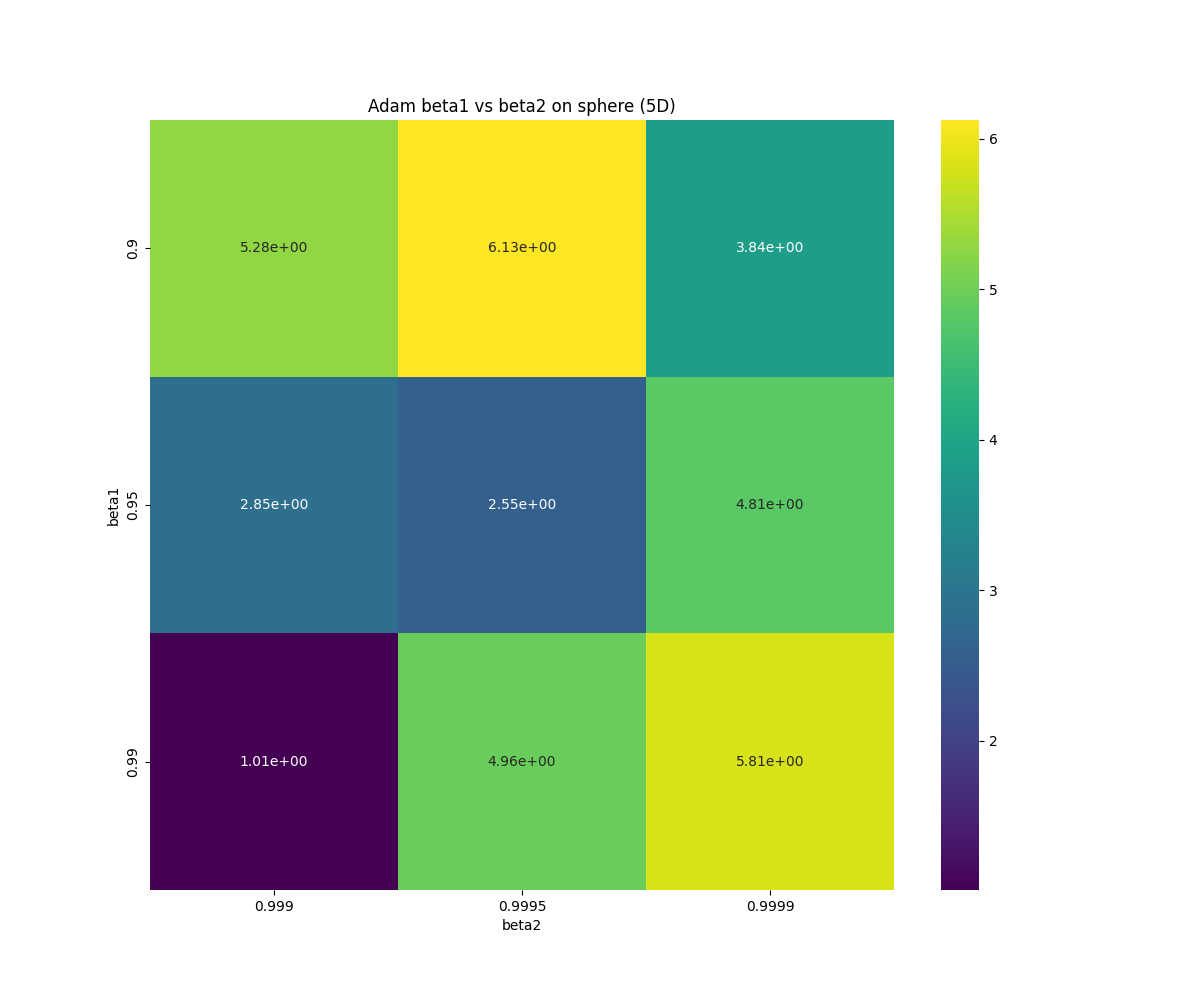 Adam beta1 vs beta2 on sphere (5D)
6
0.9
5.28e+00
6.13e+00
3.84e+00
5
4
beta1
0.95
2.85e+00
2.55e+00
4.81e+00
3
2
0.99
1.01e+00
4.96e+00
5.81e+00
0.999
0.9995
0.9999
beta2